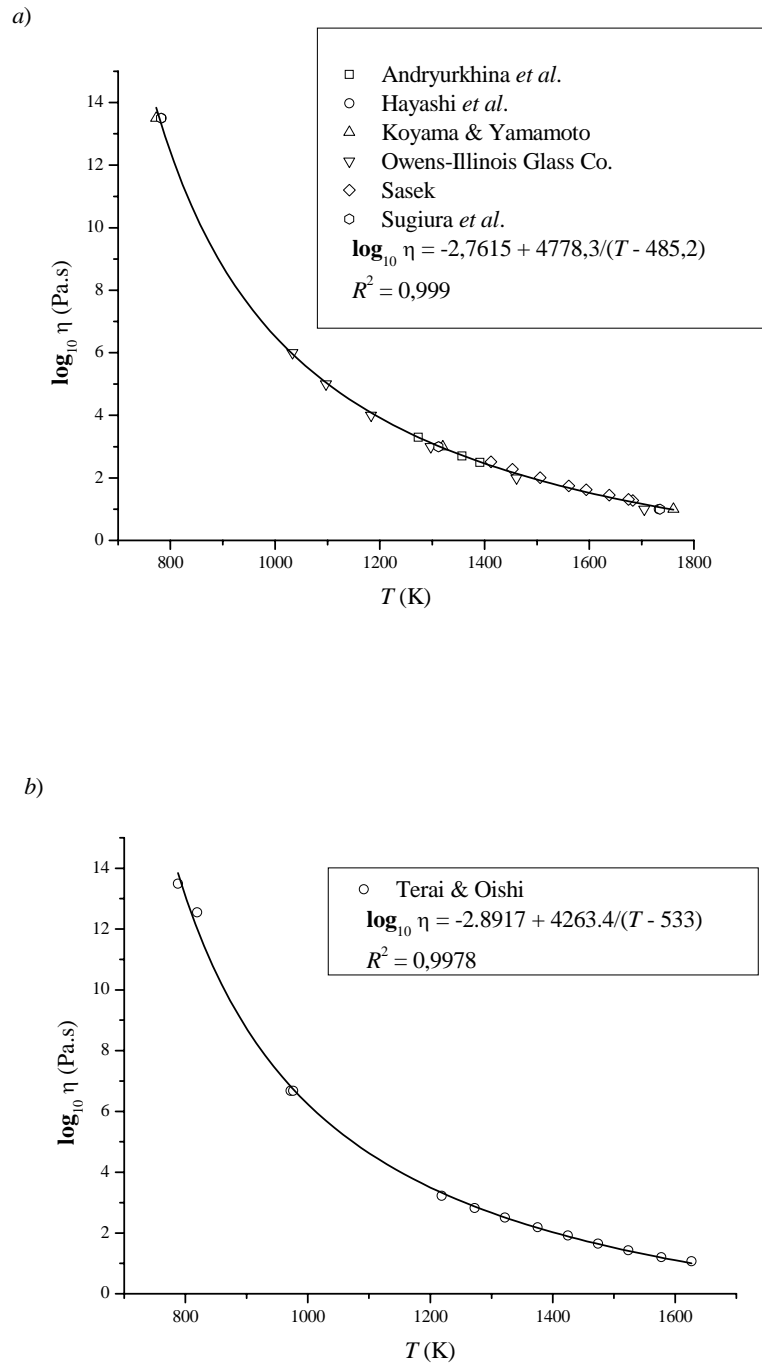 a)
Andryurkhina et al.
Hayashi et al.
Koyama & Yamamoto
Owens-Illinois Glass Co.
Sasek
Sugiura et al.
log10 η = -2,7615 + 4778,3/(T - 485,2)
R2 = 0,999
14
12
10
8
6
4
2
0
log10 η (Pa.s)
800 1000 1200 1400 1600 1800
T (K)
b)
Terai & Oishi
log10 η = -2.8917 + 4263.4/(T - 533)
R2 = 0,9978
14
12
10
8
6
4
2
0
log10 η (Pa.s)
800 1000 1200 1400 1600
T (K)